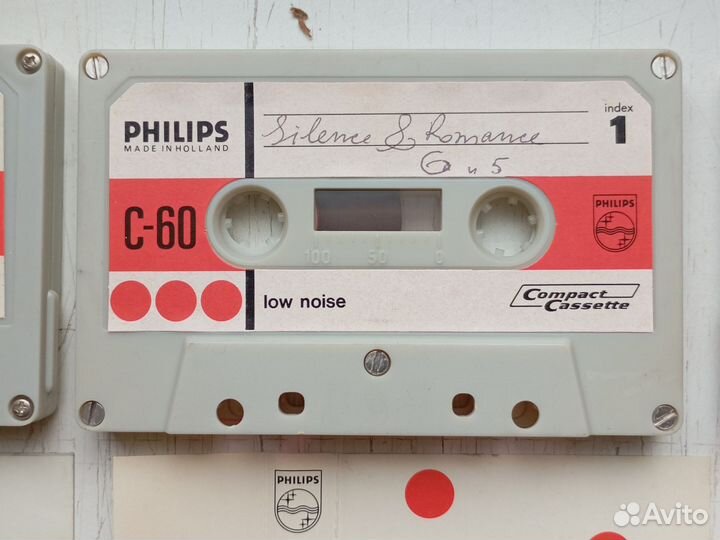 PHILIPS
MADE IN HOLLAND
Silence & Romance
6 и 5
index
1
C-60
PHILIPS
100 50 0
low noise
Compact
Cassette
PHILIPS
Avito